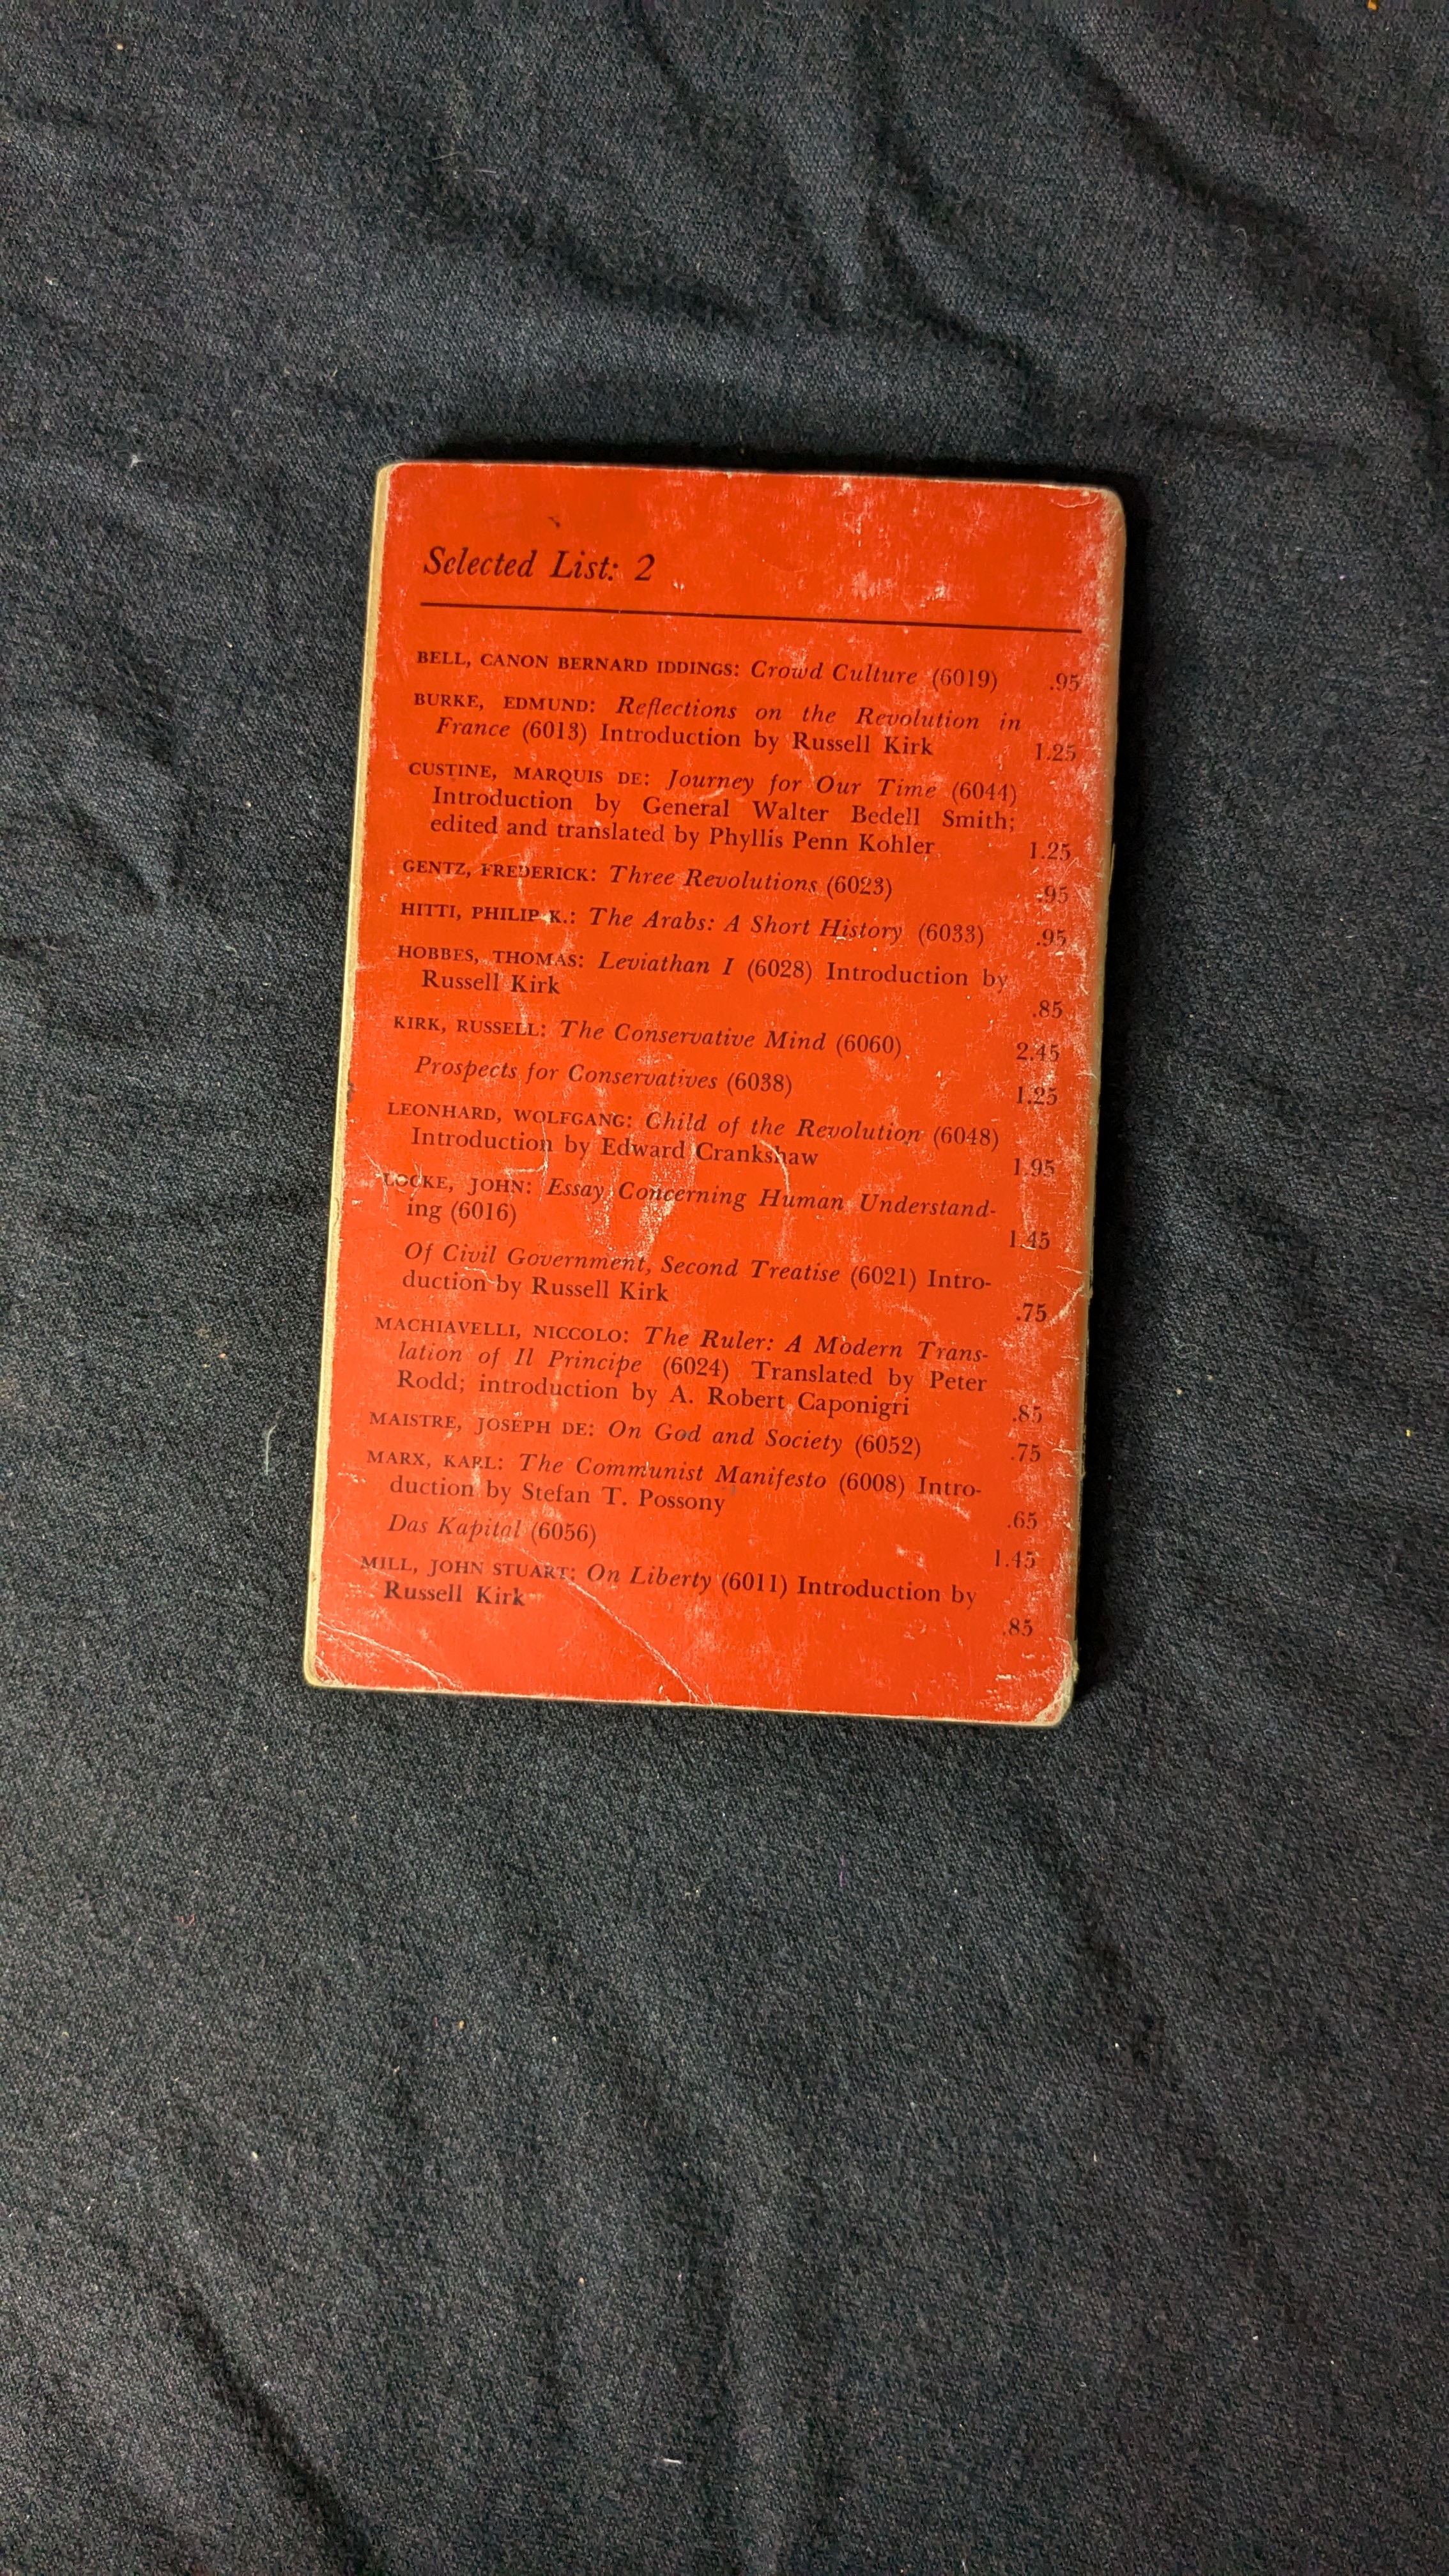 Selected List: 2
BELL, CANON BERNARD IDDINGS: Crowd Culture (6019) .95
BURKE, EDMUND: Reflections on the Revolution in
France (6013) Introduction by Russell Kirk 1.25
CUSTINE, MARQUIS DE: Journey for Our Time (6044)
Introduction by General Walter Bedell Smith;
edited and translated by Phyllis Penn Kohler 1.25
GENTZ, FREDERICK: Three Revolutions (6023) .95
HITTI, PHILIP K.: The Arabs: A Short History (6033) .95
HOBBES, THOMAS: Leviathan I (6028) Introduction by
Russell Kirk .85
KIRK, RUSSELL: The Conservative Mind (6060) 2.45
Prospects for Conservatives (6038) 1.25
LEONHARD, WOLFGANG: Child of the Revolution (6048)
Introduction by Edward Crankshaw 1.95
LOCKE, JOHN: Essay Concerning Human Understand-
ing (6016) 1.45
Of Civil Government, Second Treatise (6021) Intro-
duction by Russell Kirk .75
MACHIAVELLI, NICCOLO: The Ruler: A Modern Trans-
lation of Il Principe (6024) Translated by Peter
Rodd; introduction by A. Robert Caponigri .85
MAISTRE, JOSEPH DE: On God and Society (6052) .75
MARX, KARL: The Communist Manifesto (6008) Intro-
duction by Stefan T. Possony .65
Das Kapital (6056) 1.45
MILL, JOHN STUART: On Liberty (6011) Introduction by
Russell Kirk .85